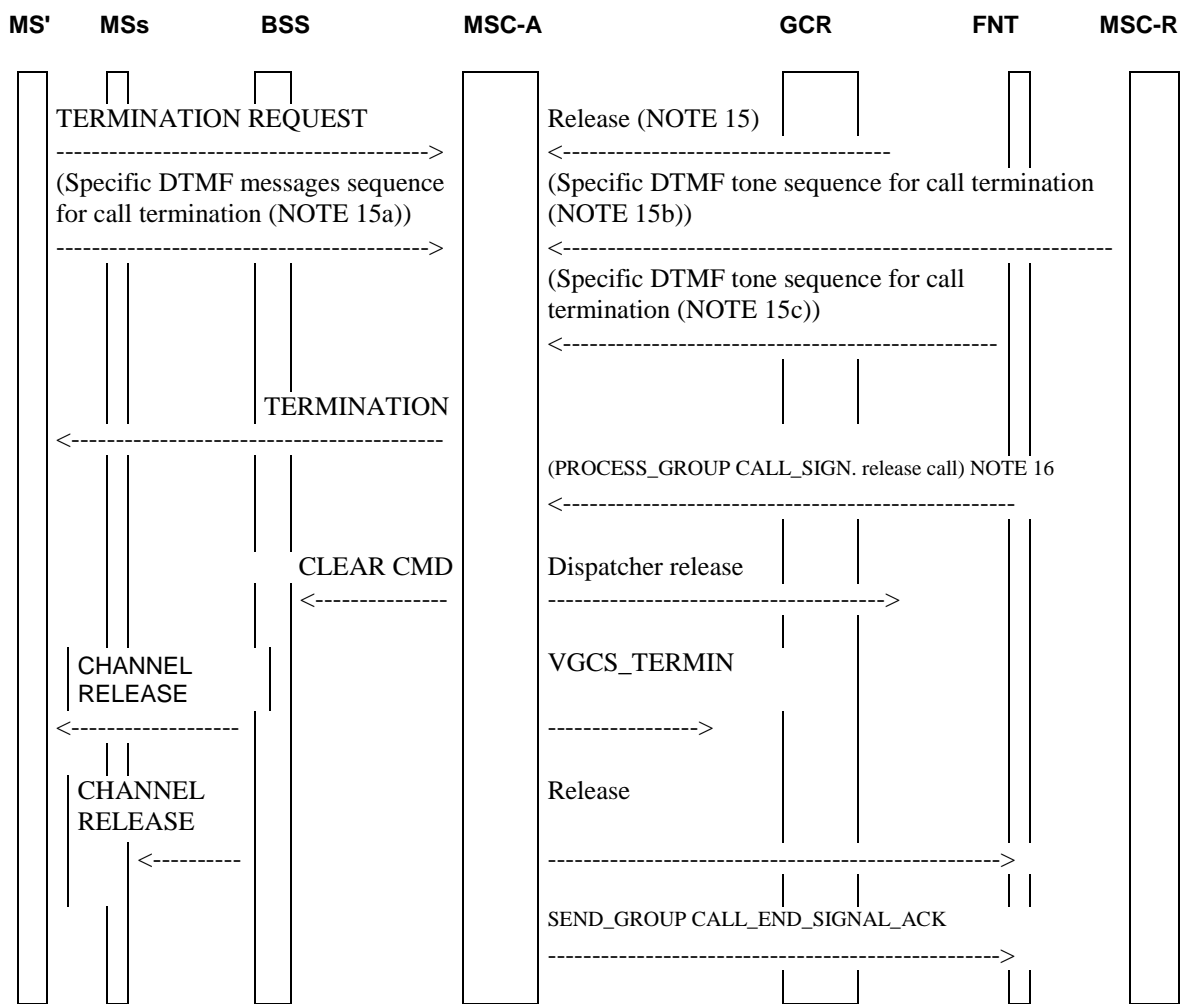 MS' MSs BSS MSC-A GCR FNT MSC-R
TERMINATION REQUEST Release (NOTE 15)
-----------------------------------------> <------------------------------------
(Specific DTMF messages sequence (Specific DTMF tone sequence for call termination
for call termination (NOTE 15a)) (NOTE 15b))
-----------------------------------------> <------------------------------------------------------------
(Specific DTMF tone sequence for call
termination (NOTE 15c))
<-----------------------------------------------
TERMINATION
<-----------------------------------------
(PROCESS_GROUP CALL_SIGN. release call) NOTE 16
<-------------------------------------------------
CLEAR CMD Dispatcher release
<--------------- ------------------------------------->
CHANNEL VGCS_TERMIN
RELEASE
<------------------- ---------------->
CHANNEL Release
RELEASE
<---------- ------------------------------------------------->
SEND_GROUP CALL_END_SIGNAL_ACK
------------------------------------------------->